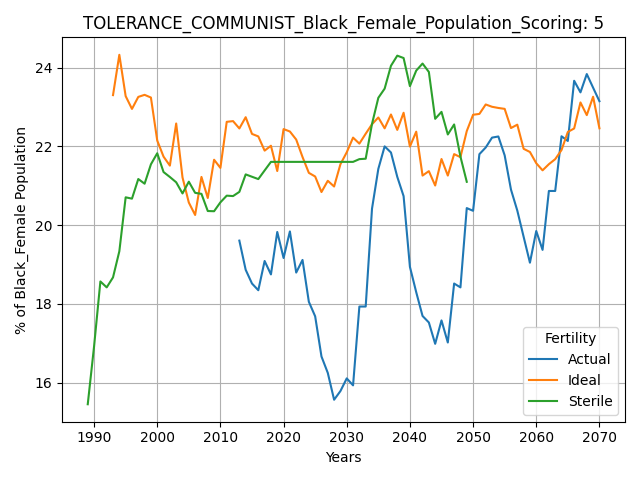 TOLERANCE_COMMUNIST_Black_Female_Population_Scoring: 5
% of Black_Female Population
24
22
20
18
16
1990
2000
2010
2020
2030
2040
2050
2060
2070
Years
Fertility
Actual
Ideal
Sterile